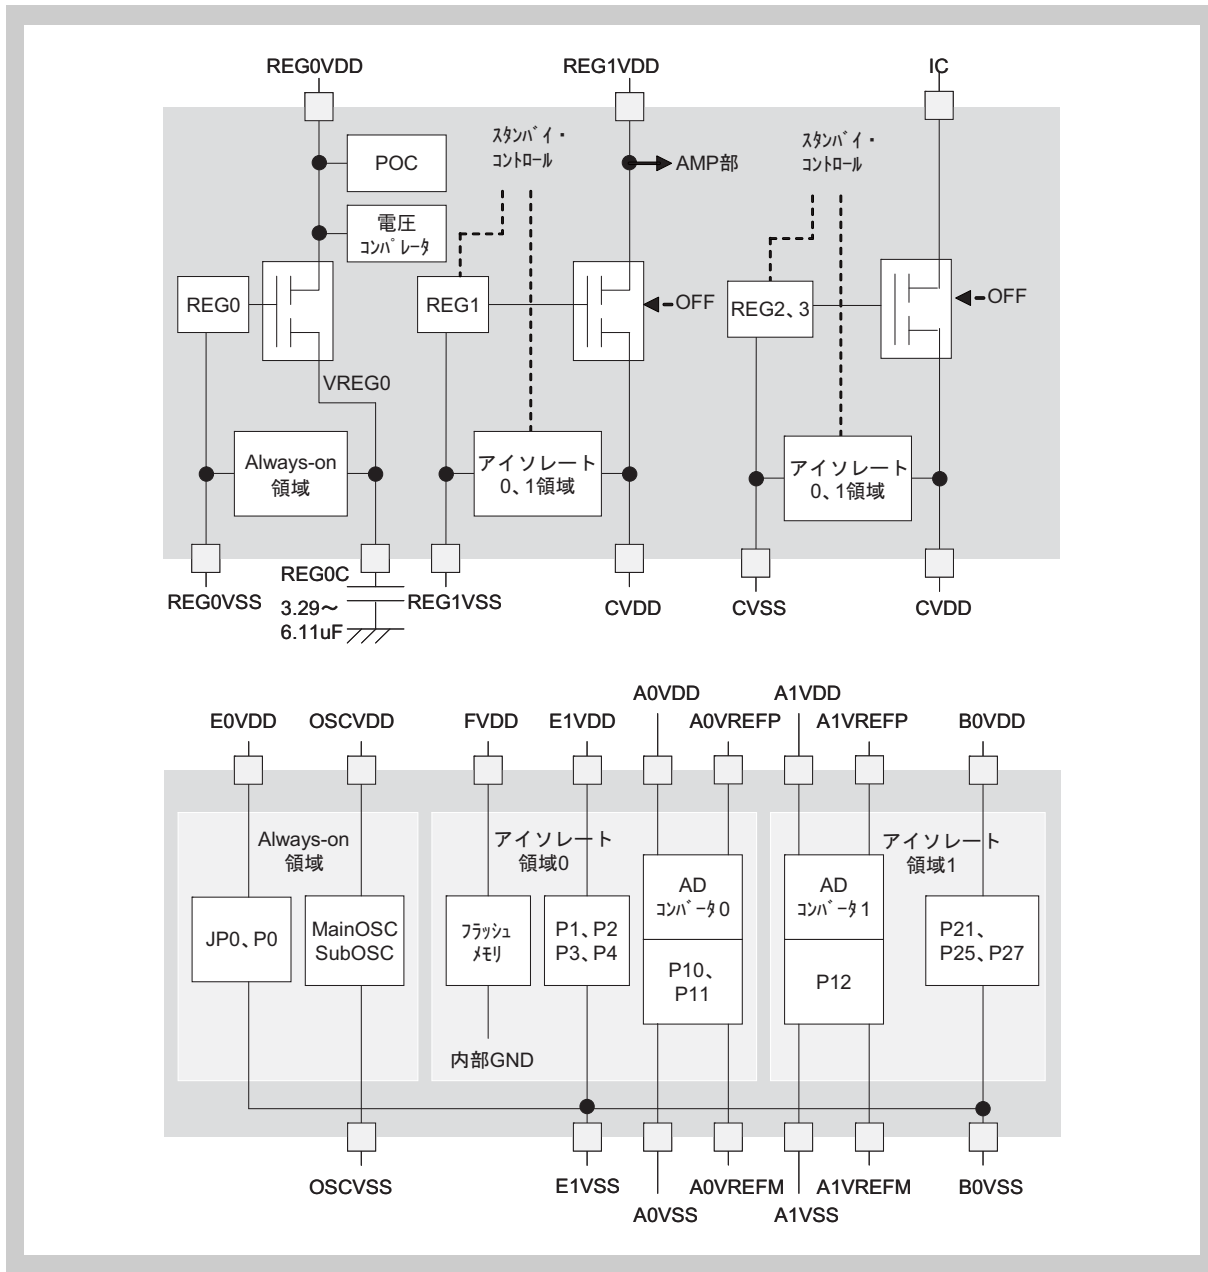 REG0VDD
REG1VDD
IC
POC
スタンバイ・
コントロール
AMP部
スタンバイ・
コントロール
電圧
コンパレータ
REG0
REG1
OFF
REG2、3
OFF
VREG0
Always-on
領域
アイソレート
0、1領域
アイソレート
0、1領域
REG0VSS
REG0C
3.29～
6.11uF
REG1VSS
CVDD
CVSS
CVDD
E0VDD
OSCVDD
FVDD
E1VDD
A0VDD
A0VREFP
A1VDD
A1VREFP
B0VDD
Always-on
領域
アイソレート
領域0
アイソレート
領域1
JP0、P0
MainOSC
SubOSC
フラッシュ
メモリ
P1、P2
P3、P4
AD
コンバータ0
P10、
P11
AD
コンバータ1
P12
P21、
P25、P27
内部GND
OSCVSS
E1VSS
A0VSS
A0VREFM
A1VSS
A1VREFM
B0VSS